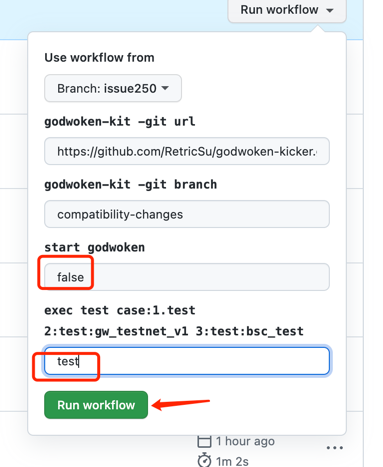 Run workflow
Use workflow from
Branch: issue250
godwoken-kit -git url
https://github.com/RetricSu/godwoken-kicker.
godwoken-kit -git branch
compatibility-changes
start godwoken
false
exec test case:1.test
2:test:gw_testnet_v1 3:test:bsc_test
test
Run workflow
1 hour ago
1m 2s